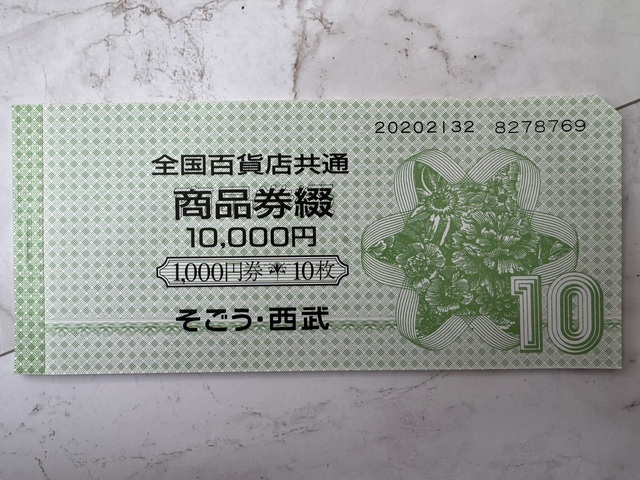 20202132 8278769
全国百貨店共通
商品券綴
10,000円
1,000円券 10枚
そごう・西武
10